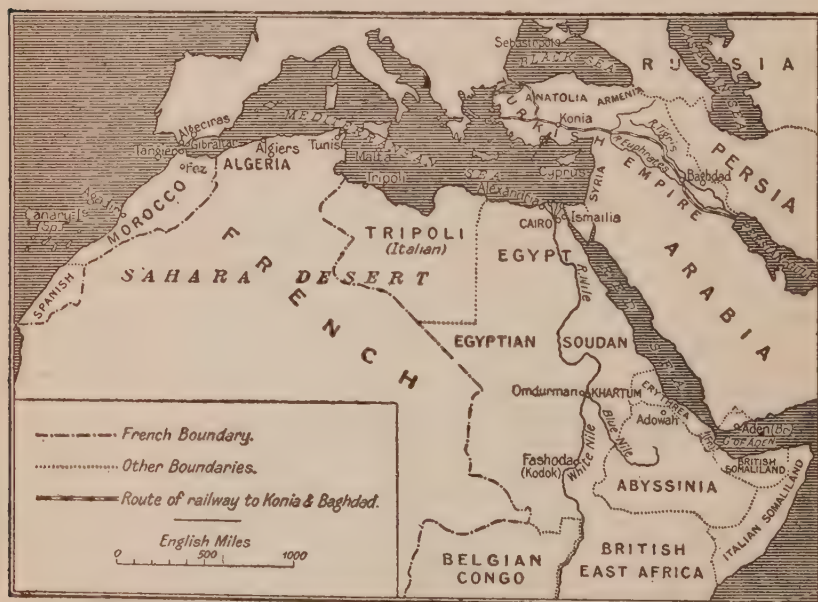 RUSSIA
Sebastopol
BLACK SEA
CASPIAN SEA
ANATOLIA
ARMENIA
TURKISH EMPIRE
Konia
R. Tigris
Euphrates
Baghdad
PERSIA
SYRIA
Cyprus
ARABIA
MEDITERRANEAN SEA
Algeciras
Gibraltar
Tangier
Fez
Algiers
ALGERIA
Tunis
Malta
Tripoli
Alexandria
CAIRO
Ismailia
Agadir
Canary Is
(Sp.)
MOROCCO
SPANISH
TRIPOLI
(Italian)
EGYPT
R. Nile
SAHARA DESERT
FRENCH
EGYPTIAN SOUDAN
Omdurman
KHARTUM
ERYTHREA
Adowah
Blue Nile
White Nile
Fashoda
(Kodok)
Aden (Br.)
G. OF ADEN
BRITISH
SOMALILAND
ABYSSINIA
ITALIAN SOMALILAND
BELGIAN
CONGO
BRITISH
EAST AFRICA
French Boundary.
Other Boundaries.
Route of railway to Konia & Baghdad.
English Miles
0 500 1000